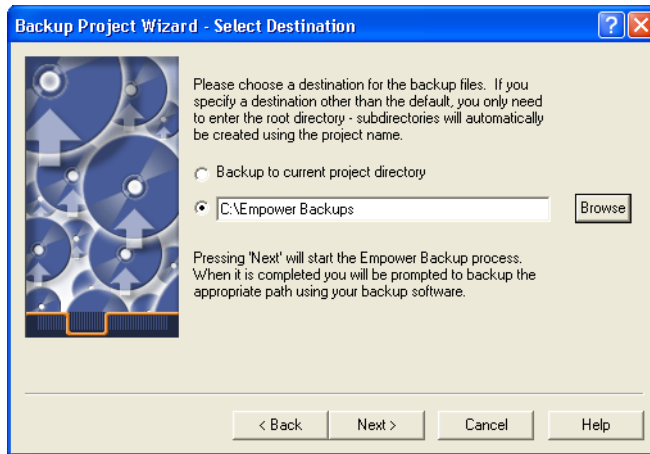 Backup Project Wizard - Select Destination
Please choose a destination for the backup files. If you
specify a destination other than the default, you only need
to enter the root directory - subdirectories will automatically
be created using the project name.
Backup to current project directory
C:\Empower Backups
Browse
Pressing 'Next' will start the Empower Backup process.
When it is completed you will be prompted to backup the
appropriate path using your backup software.
< Back
Next >
Cancel
Help